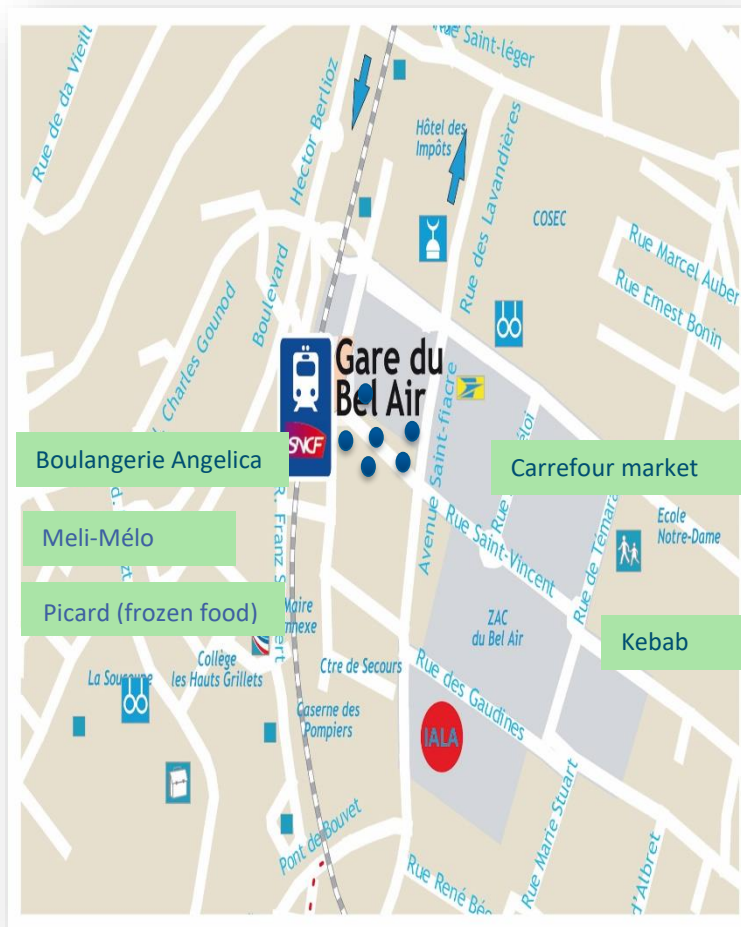 Rue Saint-léger
Rue de da Vieill
Hector Berlioz
Boulevard
Hôtel des
Impôts
Rue des Lavandières
COSEC
Rue Marcel Auber
Rue Ernest Bonin
Charles Gounod
Gare du
Bel Air
SNCF
Avenue Saint-fiacre
Boulangerie Angelica
Carrefour market
Meli-Mélo
R. Franz S
Rue Saint-Vincent
Rue de Témara
Ecole
Notre-Dame
Picard (frozen food)
Maire
ZAC
du Bel Air
Kebab
Collège
les Hauts Grillets
Ctre de Secours
Rue des Gaudines
La Soucoupe
Caserne des
Pompiers
IALA
Rue Marie Stuart
Pont de Bouvet
Rue René Bé
d'Albret